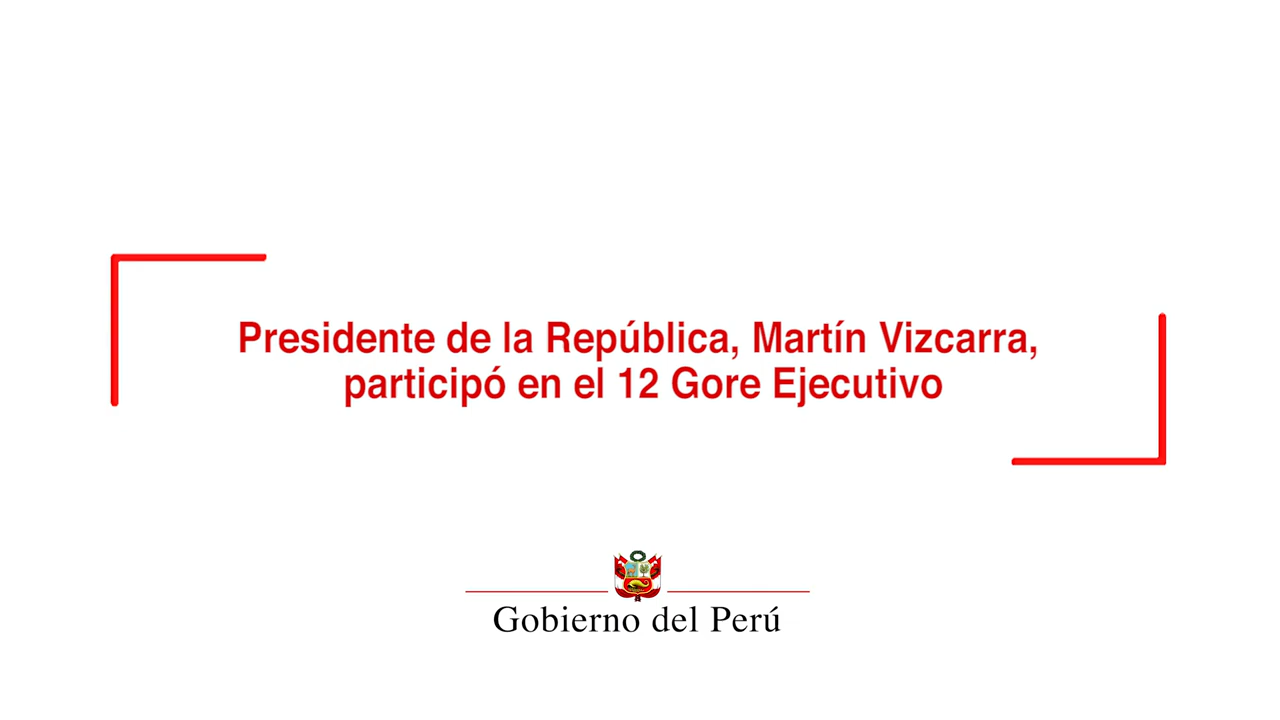 Presidente de la República, Martín Vizcarra,
participó en el 12 Gore Ejecutivo
Gobierno del Perú